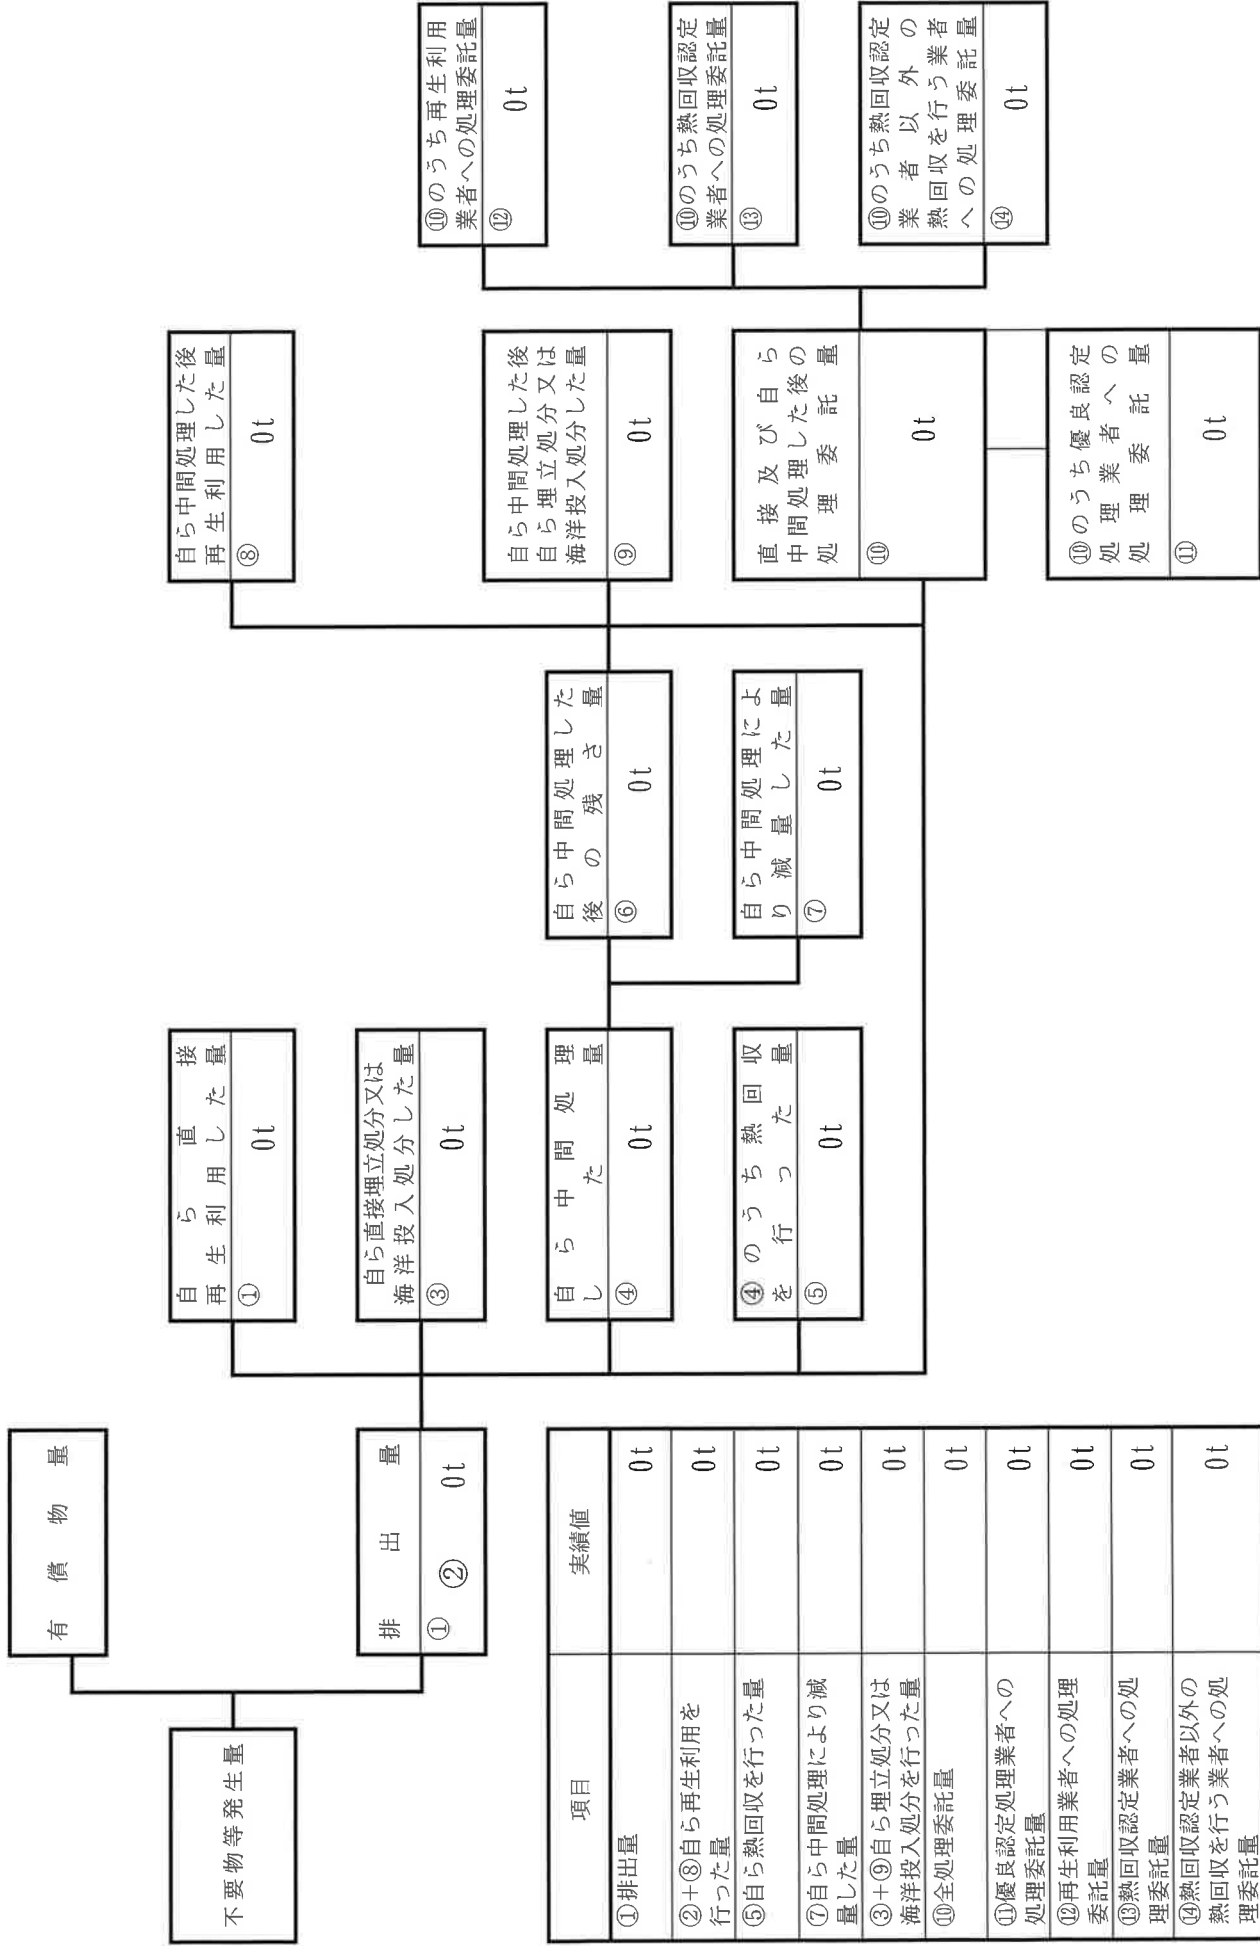 不要物等発生量
有償物量
排出量
① ② 0t
自ら直接
再生利用した量
① 0t
自ら直接埋立処分又は
海洋投入処分した量
③ 0t
自ら中間処理
した量
④ 0t
④のうち熱回収
を行った量
⑤ 0t
自ら中間処理した
後の残さ量
⑥ 0t
自ら中間処理によ
り減量した量
⑦ 0t
自ら中間処理した後
再生利用した量
⑧ 0t
自ら中間処理した後
自ら埋立処分又は
海洋投入処分した量
⑨ 0t
直接及び自ら
中間処理した後の
処理委託量
⑩ 0t
⑩のうち優良認定
処理業者への
処理委託量
⑪ 0t
⑩のうち再生利用
業者への処理委託量
⑫ 0t
⑩のうち熱回収認定
業者への処理委託量
⑬ 0t
⑩のうち熱回収認定
業者以外の
熱回収を行う業者
への処理委託量
⑭ 0t
項目 実績値
①排出量 0t
②+⑧自ら再生利用を
行った量 0t
⑤自ら熱回収を行った量 0t
⑦自ら中間処理により減
量した量 0t
③+⑨自ら埋立処分又は
海洋投入処分を行った量 0t
⑩全処理委託量 0t
⑪優良認定処理業者への
処理委託量 0t
⑫再生利用業者への処理
委託量 0t
⑬熱回収認定業者への処
理委託量 0t
⑭熱回収認定業者以外の
熱回収を行う業者への処
理委託量 0t